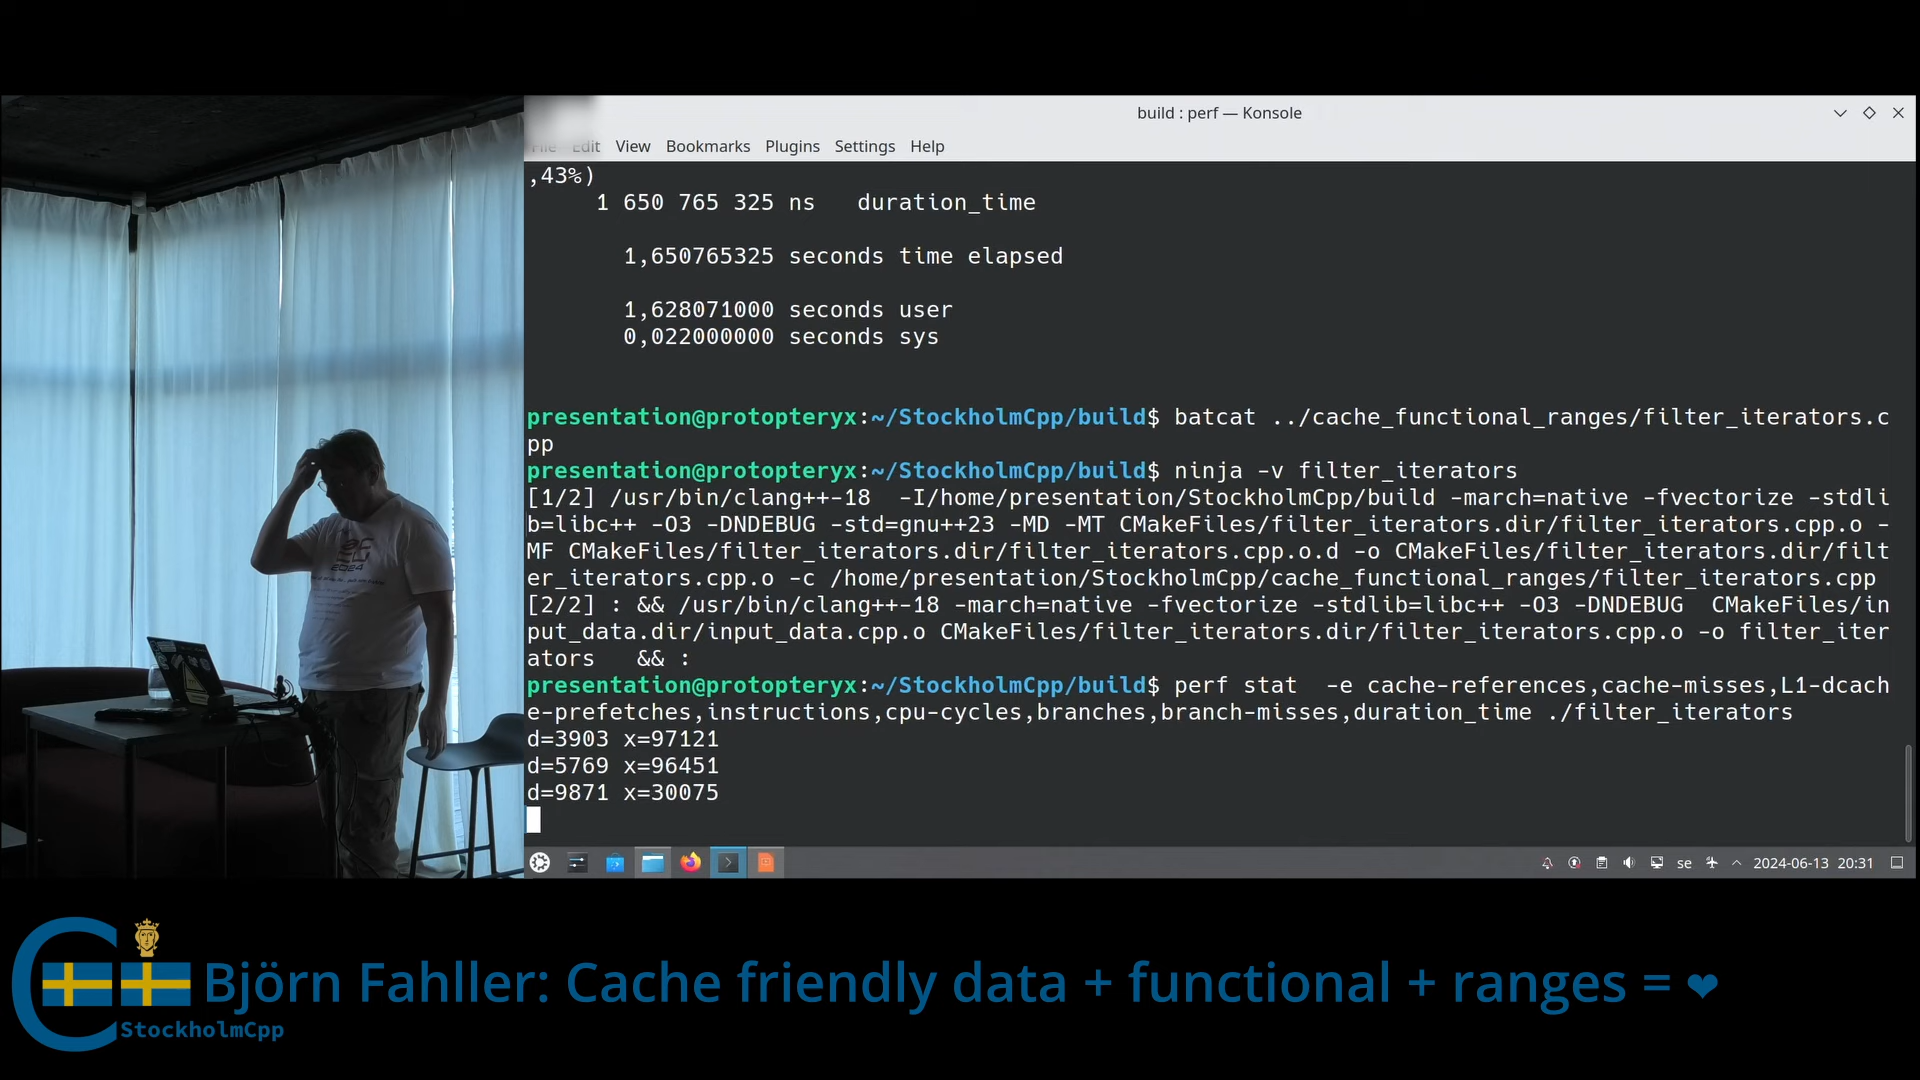 build : perf — Konsole
File Edit View Bookmarks Plugins Settings Help
,43%)
1 650 765 325 ns duration_time
1,650765325 seconds time elapsed
1,628071000 seconds user
0,022000000 seconds sys
presentation@protopteryx:~/StockholmCpp/build$ batcat ../cache_functional_ranges/filter_iterators.c
pp
presentation@protopteryx:~/StockholmCpp/build$ ninja -v filter_iterators
[1/2] /usr/bin/clang++-18 -I/home/presentation/StockholmCpp/build -march=native -fvectorize -stdli
b=libc++ -O3 -DNDEBUG -std=gnu++23 -MD -MT CMakeFiles/filter_iterators.dir/filter_iterators.cpp.o -
MF CMakeFiles/filter_iterators.dir/filter_iterators.cpp.o.d -o CMakeFiles/filter_iterators.dir/filt
er_iterators.cpp.o -c /home/presentation/StockholmCpp/cache_functional_ranges/filter_iterators.cpp
[2/2] : && /usr/bin/clang++-18 -march=native -fvectorize -stdlib=libc++ -O3 -DNDEBUG CMakeFiles/in
put_data.dir/input_data.cpp.o CMakeFiles/filter_iterators.dir/filter_iterators.cpp.o -o filter_iter
ators && :
presentation@protopteryx:~/StockholmCpp/build$ perf stat -e cache-references,cache-misses,L1-dcach
e-prefetches,instructions,cpu-cycles,branches,branch-misses,duration_time ./filter_iterators
d=3903 x=97121
d=5769 x=96451
d=9871 x=30075
se 2024-06-13 20:31
2024
Björn Fahller: Cache friendly data + functional + ranges = ❤
StockholmCpp